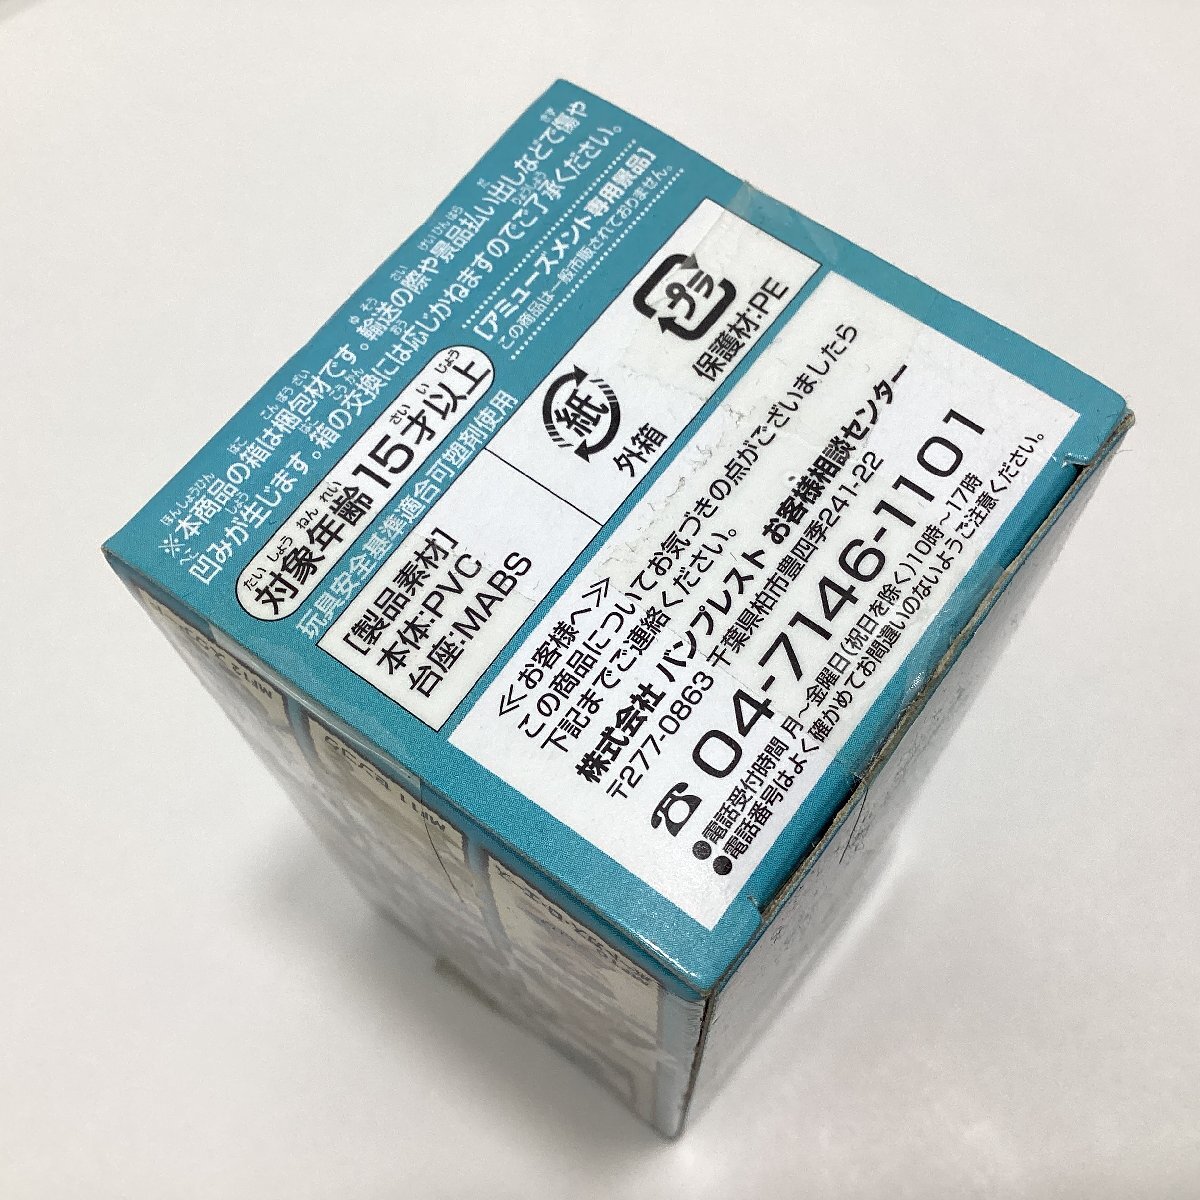 ※本商品の箱は梱包材です。輸送の際や景品払い出しなどで傷や
凹みが生じます。箱の交換には応じかねますのでご了承ください。
対象年齢15才以上
[アミューズメント専用景品]
この商品は一般市販されておりません。
玩具安全基準適合可塑剤使用
[製品素材]
本体:PVC
台座:MABS
紙
外箱
プラ
保護材:PE
≪お客様へ≫
この商品についてお気づきの点がございましたら
下記までご連絡ください。
株式会社 バンプレスト お客様相談センター
〒277-0863 千葉県柏市豊四季241-22
☎ 04-7146-1101
●電話受付時間 月～金曜日(祝日を除く)10時～17時
●電話番号はよく確かめてお間違いのないようご注意ください。